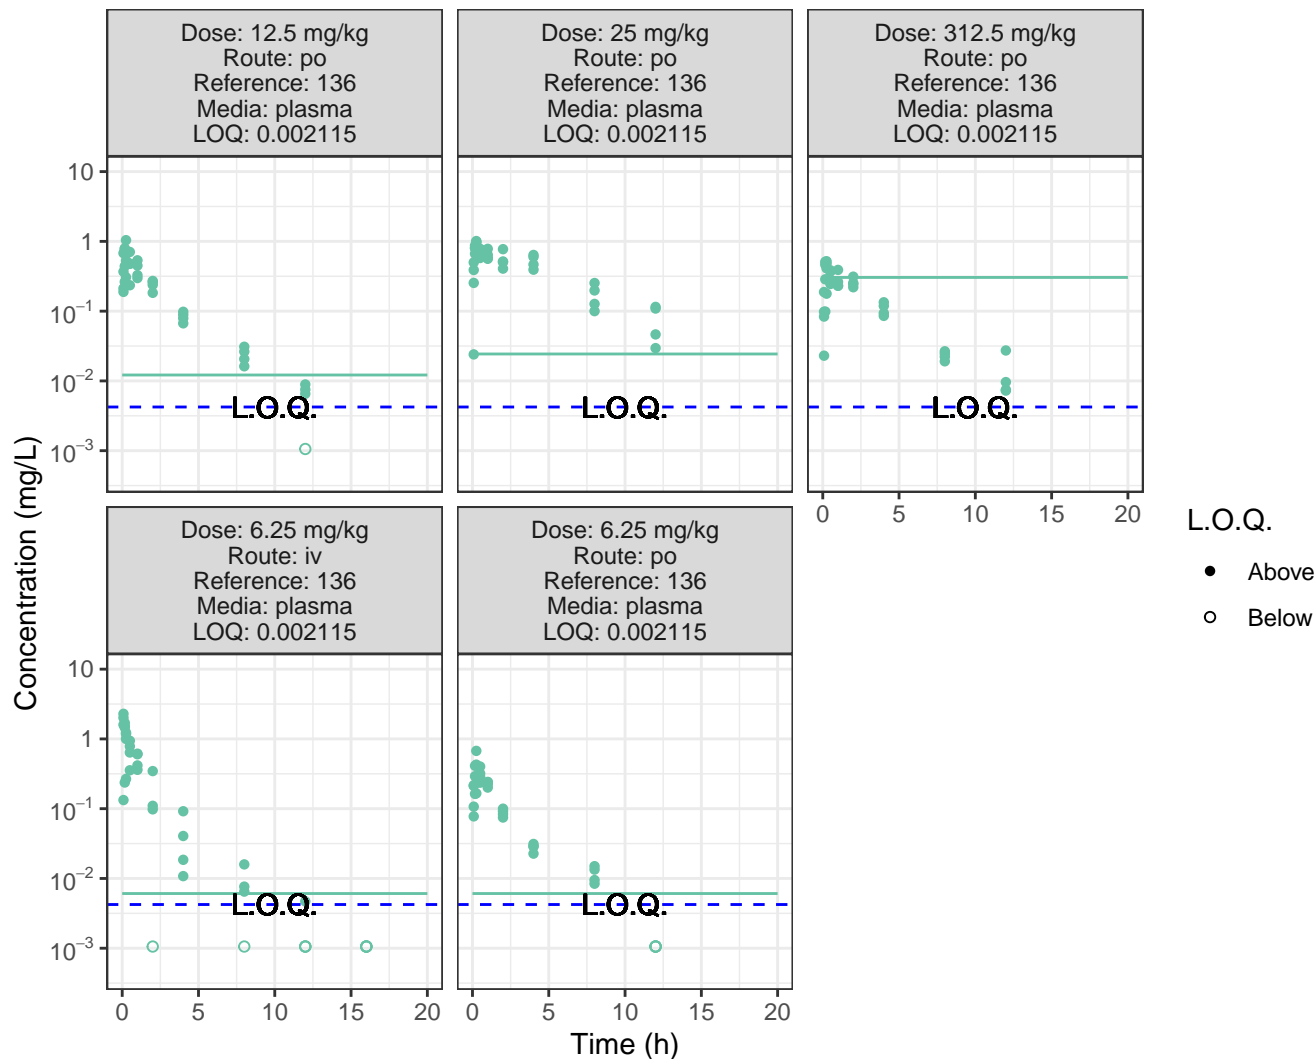 Dose: 12.5 mg/kg
Route: po
Reference: 136
Media: plasma
LOQ: 0.002115
Dose: 25 mg/kg
Route: po
Reference: 136
Media: plasma
LOQ: 0.002115
Dose: 312.5 mg/kg
Route: po
Reference: 136
Media: plasma
LOQ: 0.002115
10
1
10⁻¹
10⁻²
10⁻³
L.O.Q.
L.O.Q.
L.O.Q.
0 5 10 15 20
Dose: 6.25 mg/kg
Route: iv
Reference: 136
Media: plasma
LOQ: 0.002115
Dose: 6.25 mg/kg
Route: po
Reference: 136
Media: plasma
LOQ: 0.002115
10
1
10⁻¹
10⁻²
10⁻³
L.O.Q.
L.O.Q.
0 5 10 15 20
0 5 10 15 20
Time (h)
Concentration (mg/L)
L.O.Q.
Above
Below